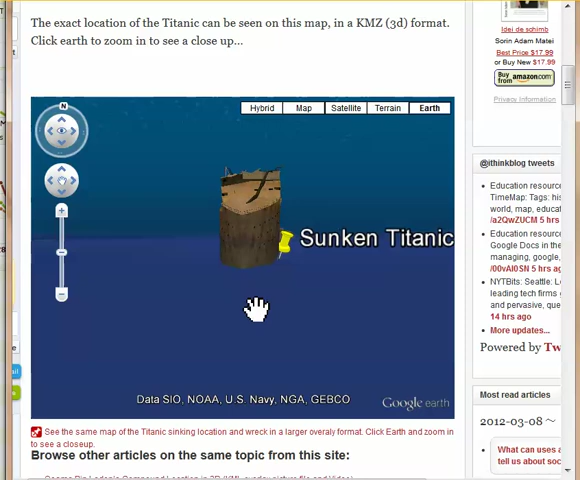 The exact location of the Titanic can be seen on this map, in a KMZ (3d) format.
Click earth to zoom in to see a close up...
N
Hybrid
Map
Satellite
Terrain
Earth
Sunken Titanic
Data SIO, NOAA, U.S. Navy, NGA, GEBCO
Google earth
See the same map of the Titanic sinking location and wreck in a larger overaly format. Click Earth and zoom in
to see a closeup.
Browse other articles on the same topic from this site:
Idei de schimb
Sorin Adam Matei
Best Price $17.99
or Buy New $17.99
Buy
from amazon.com
Privacy Information
@ithinkblog tweets
Education resource
TimeMap: Tags: his
world, map, educat
/a2QwZUCM 5 hrs
Education resource
Google Docs in the
managing, google,
/00vAI0SN 5 hrs ag
NYTBits: Seattle: L
leading tech firms
and pervasive, que
14 hrs ago
More updates...
Powered by Tw
Most read articles
2012-03-08 ~
What can uses a
tell us about soc